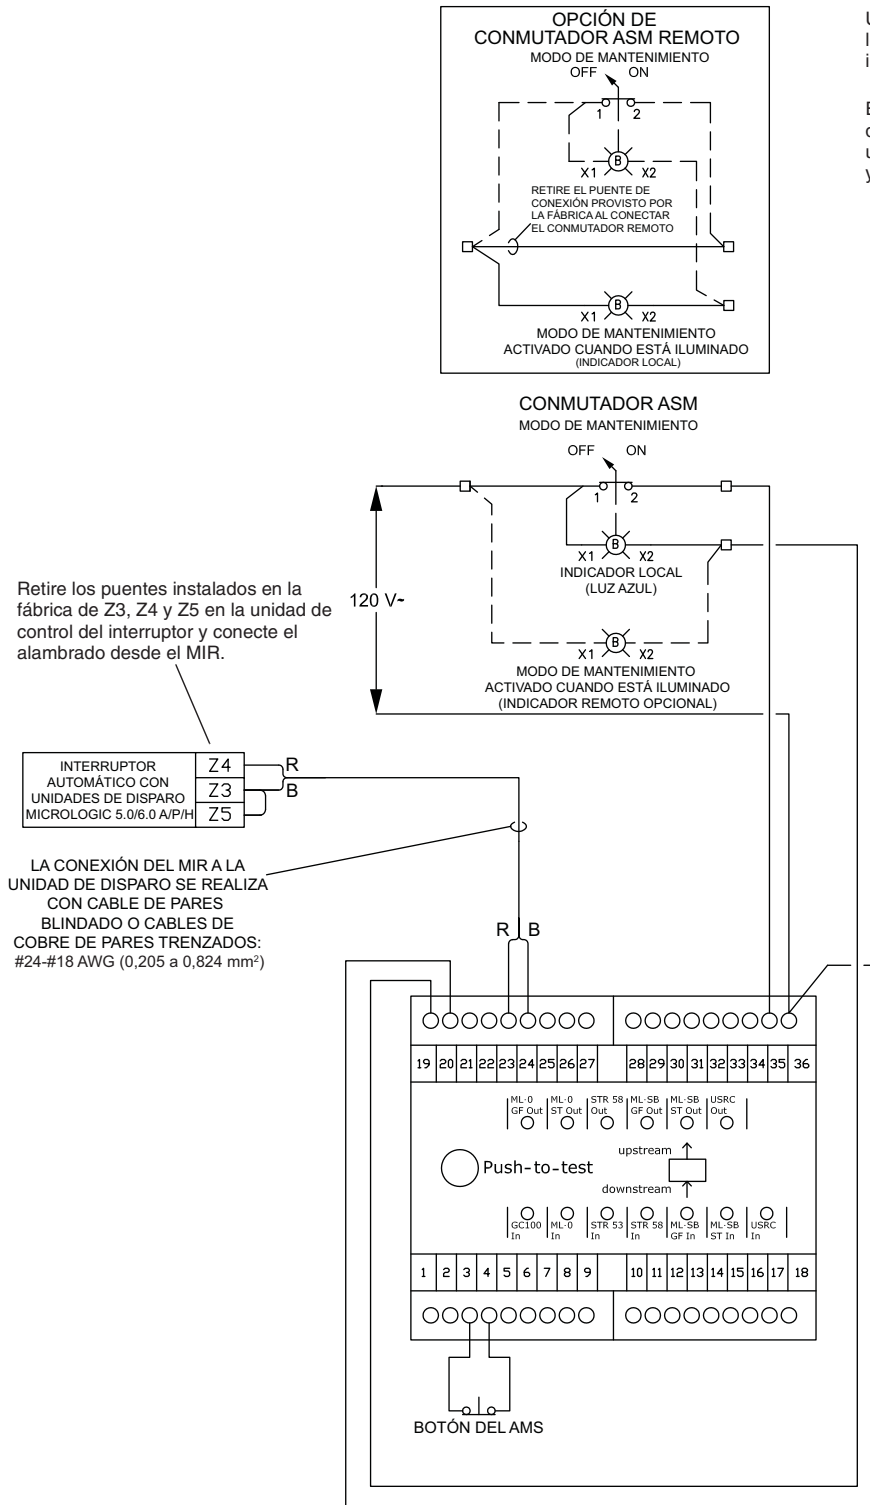 OPCIÓN DE
CONMUTADOR ASM REMOTO
MODO DE MANTENIMIENTO
OFF ON
1 2
B
X1 X2
RETIRE EL PUENTE DE
CONEXIÓN PROVISTO POR
LA FÁBRICA AL CONECTAR
EL CONMUTADOR REMOTO
B
X1 X2
MODO DE MANTENIMIENTO
ACTIVADO CUANDO ESTÁ ILUMINADO
(INDICADOR LOCAL)
CONMUTADOR ASM
MODO DE MANTENIMIENTO
OFF ON
1 2
B
X1 X2
INDICADOR LOCAL
(LUZ AZUL)
120 V~
B
X1 X2
MODO DE MANTENIMIENTO
ACTIVADO CUANDO ESTÁ ILUMINADO
(INDICADOR REMOTO OPCIONAL)
Retire los puentes instalados en la
fábrica de Z3, Z4 y Z5 en la unidad de
control del interruptor y conecte el
alambrado desde el MIR.
INTERRUPTOR
AUTOMÁTICO CON
UNIDADES DE DISPARO
MICROLOGIC 5.0/6.0 A/P/H
Z4
Z3
Z5
R
B
LA CONEXIÓN DEL MIR A LA
UNIDAD DE DISPARO SE REALIZA
CON CABLE DE PARES
BLINDADO O CABLES DE
COBRE DE PARES TRENZADOS:
#24-#18 AWG (0,205 a 0,824 mm²)
R B
19 20 21 22 23 24 25 26 27 28 29 30 31 32 33 34 35 36
ML-0 ML-0 STR 58 ML-SB ML-SB USRC
GF Out ST Out Out GF Out ST Out Out
upstream
Push-to-test
downstream
GC100 ML-0 STR 53 STR 58 ML-SB ML-SB USRC
In In In In GF In ST In In
1 2 3 4 5 6 7 8 9 10 11 12 13 14 15 16 17 18
BOTÓN DEL AMS